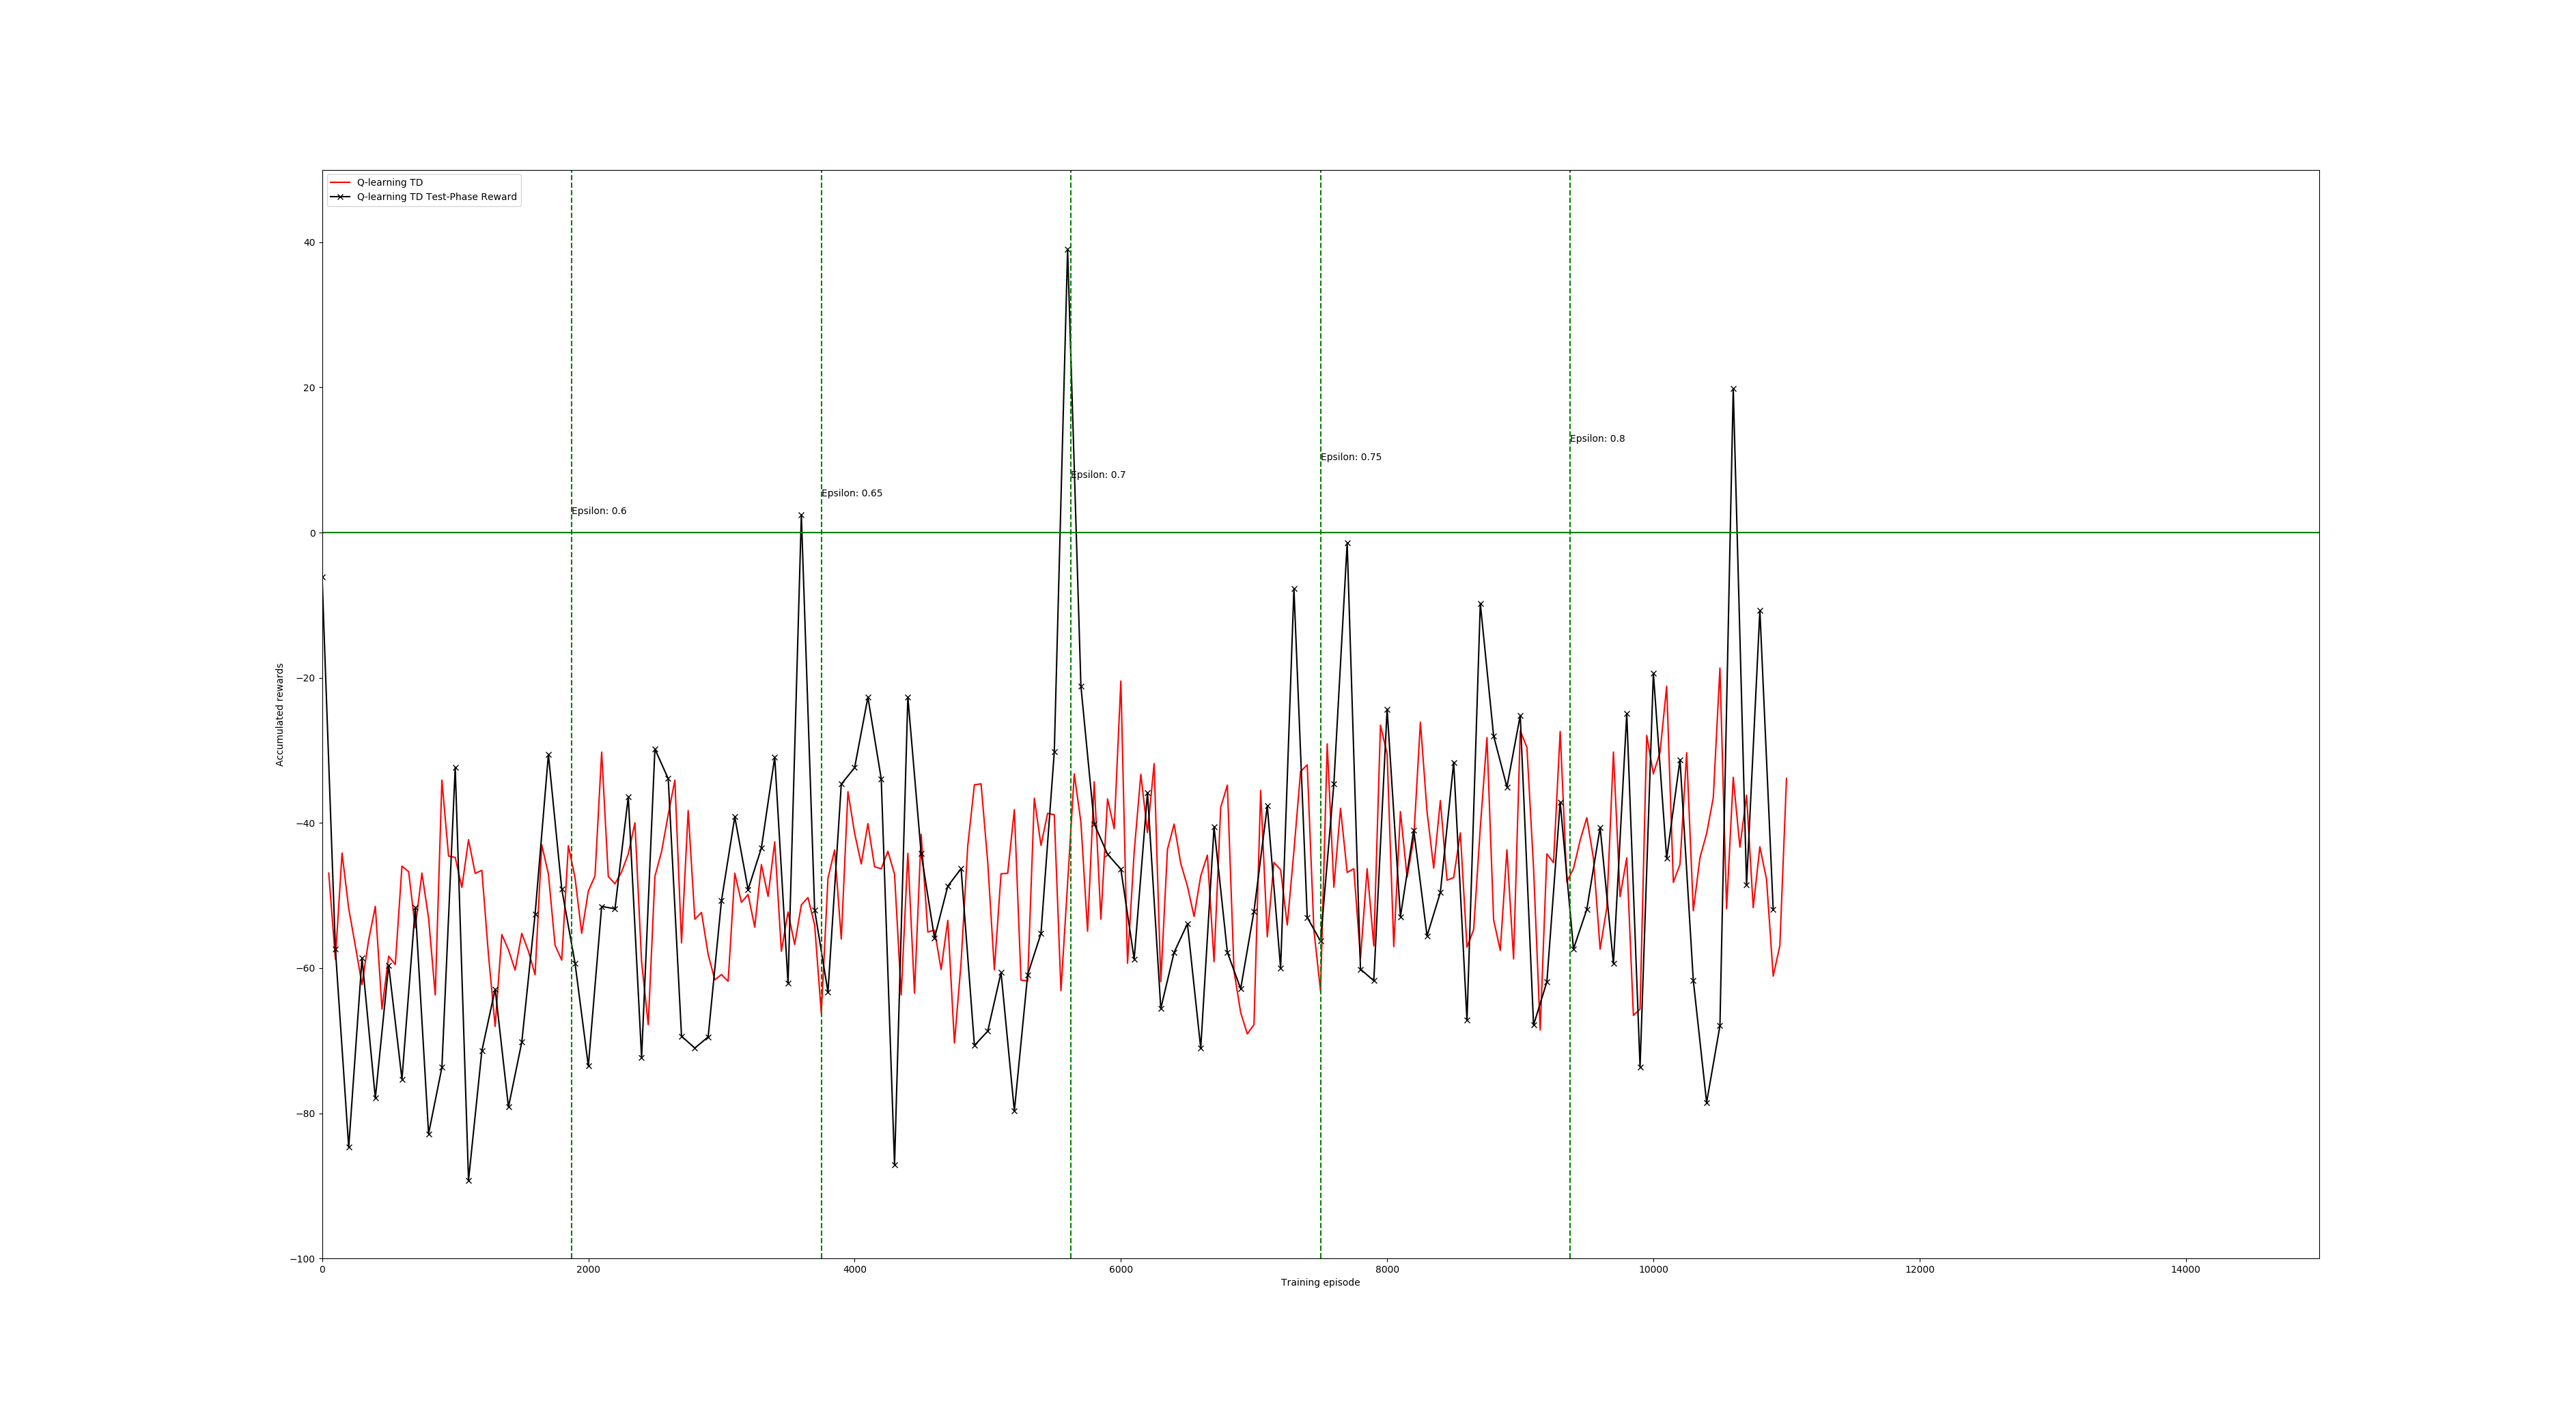 Q-learning TD
Q-learning TD Test-Phase Reward
40
20
Epsilon: 0.8
Epsilon: 0.75
Epsilon: 0.7
Epsilon: 0.65
Epsilon: 0.6
0
−20
Accumulated rewards
−40
−60
−80
−100
0 2000 4000 6000 8000 10000 12000 14000
Training episode